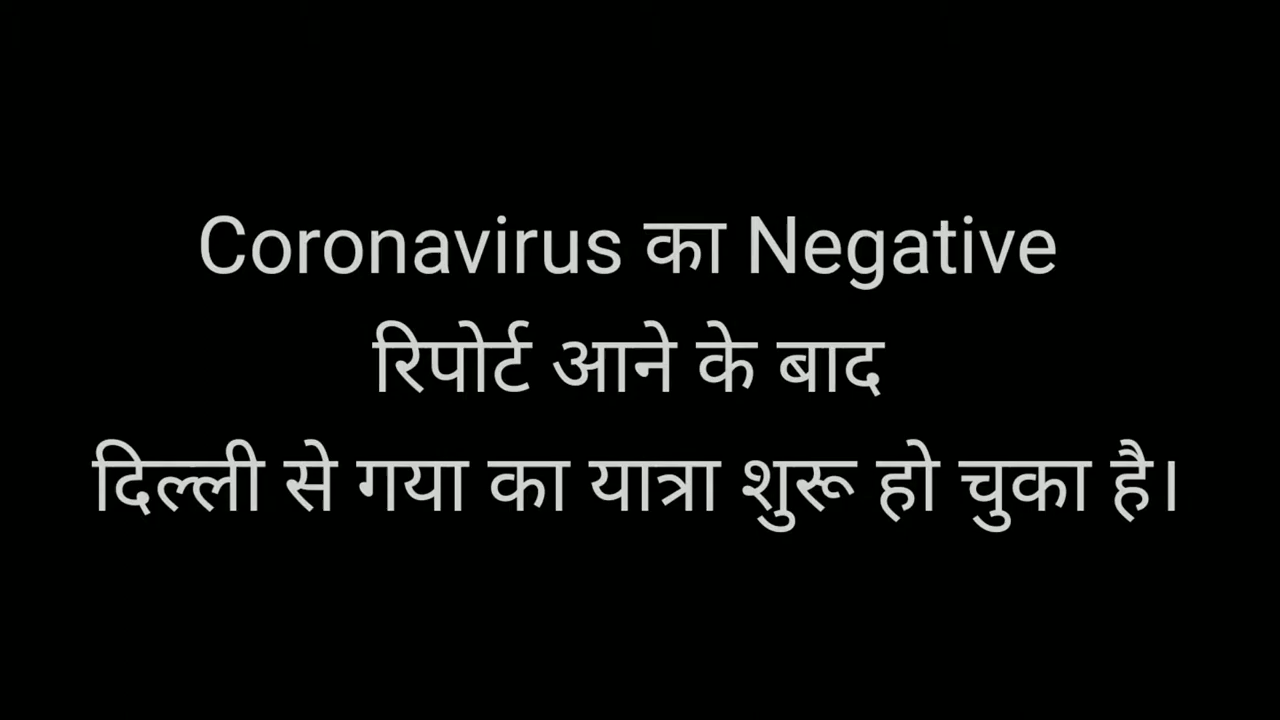 Coronavirus का Negative
रिपोर्ट आने के बाद
दिल्ली से गया का यात्रा शुरू हो चुका है।